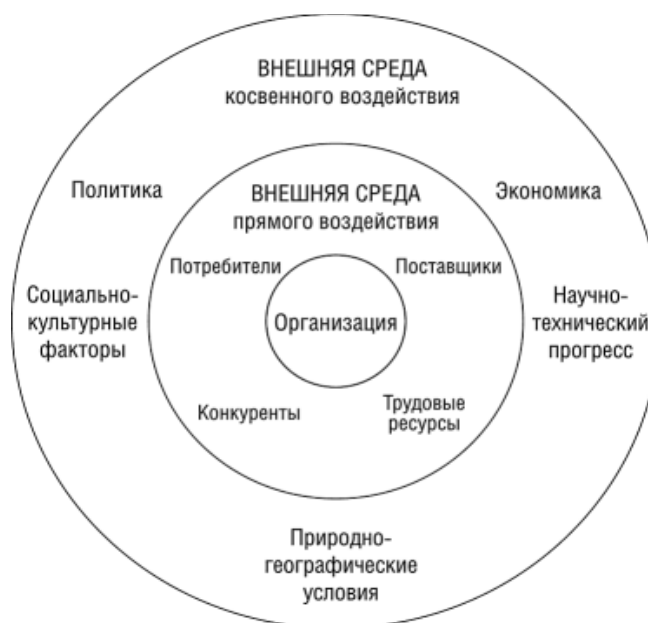 ВНЕШНЯЯ СРЕДА
косвенного воздействия
Политика
Экономика
ВНЕШНЯЯ СРЕДА
прямого воздействия
Потребители
Поставщики
Социально-
культурные
факторы
Организация
Научно-
технический
прогресс
Конкуренты
Трудовые
ресурсы
Природно-
географические
условия